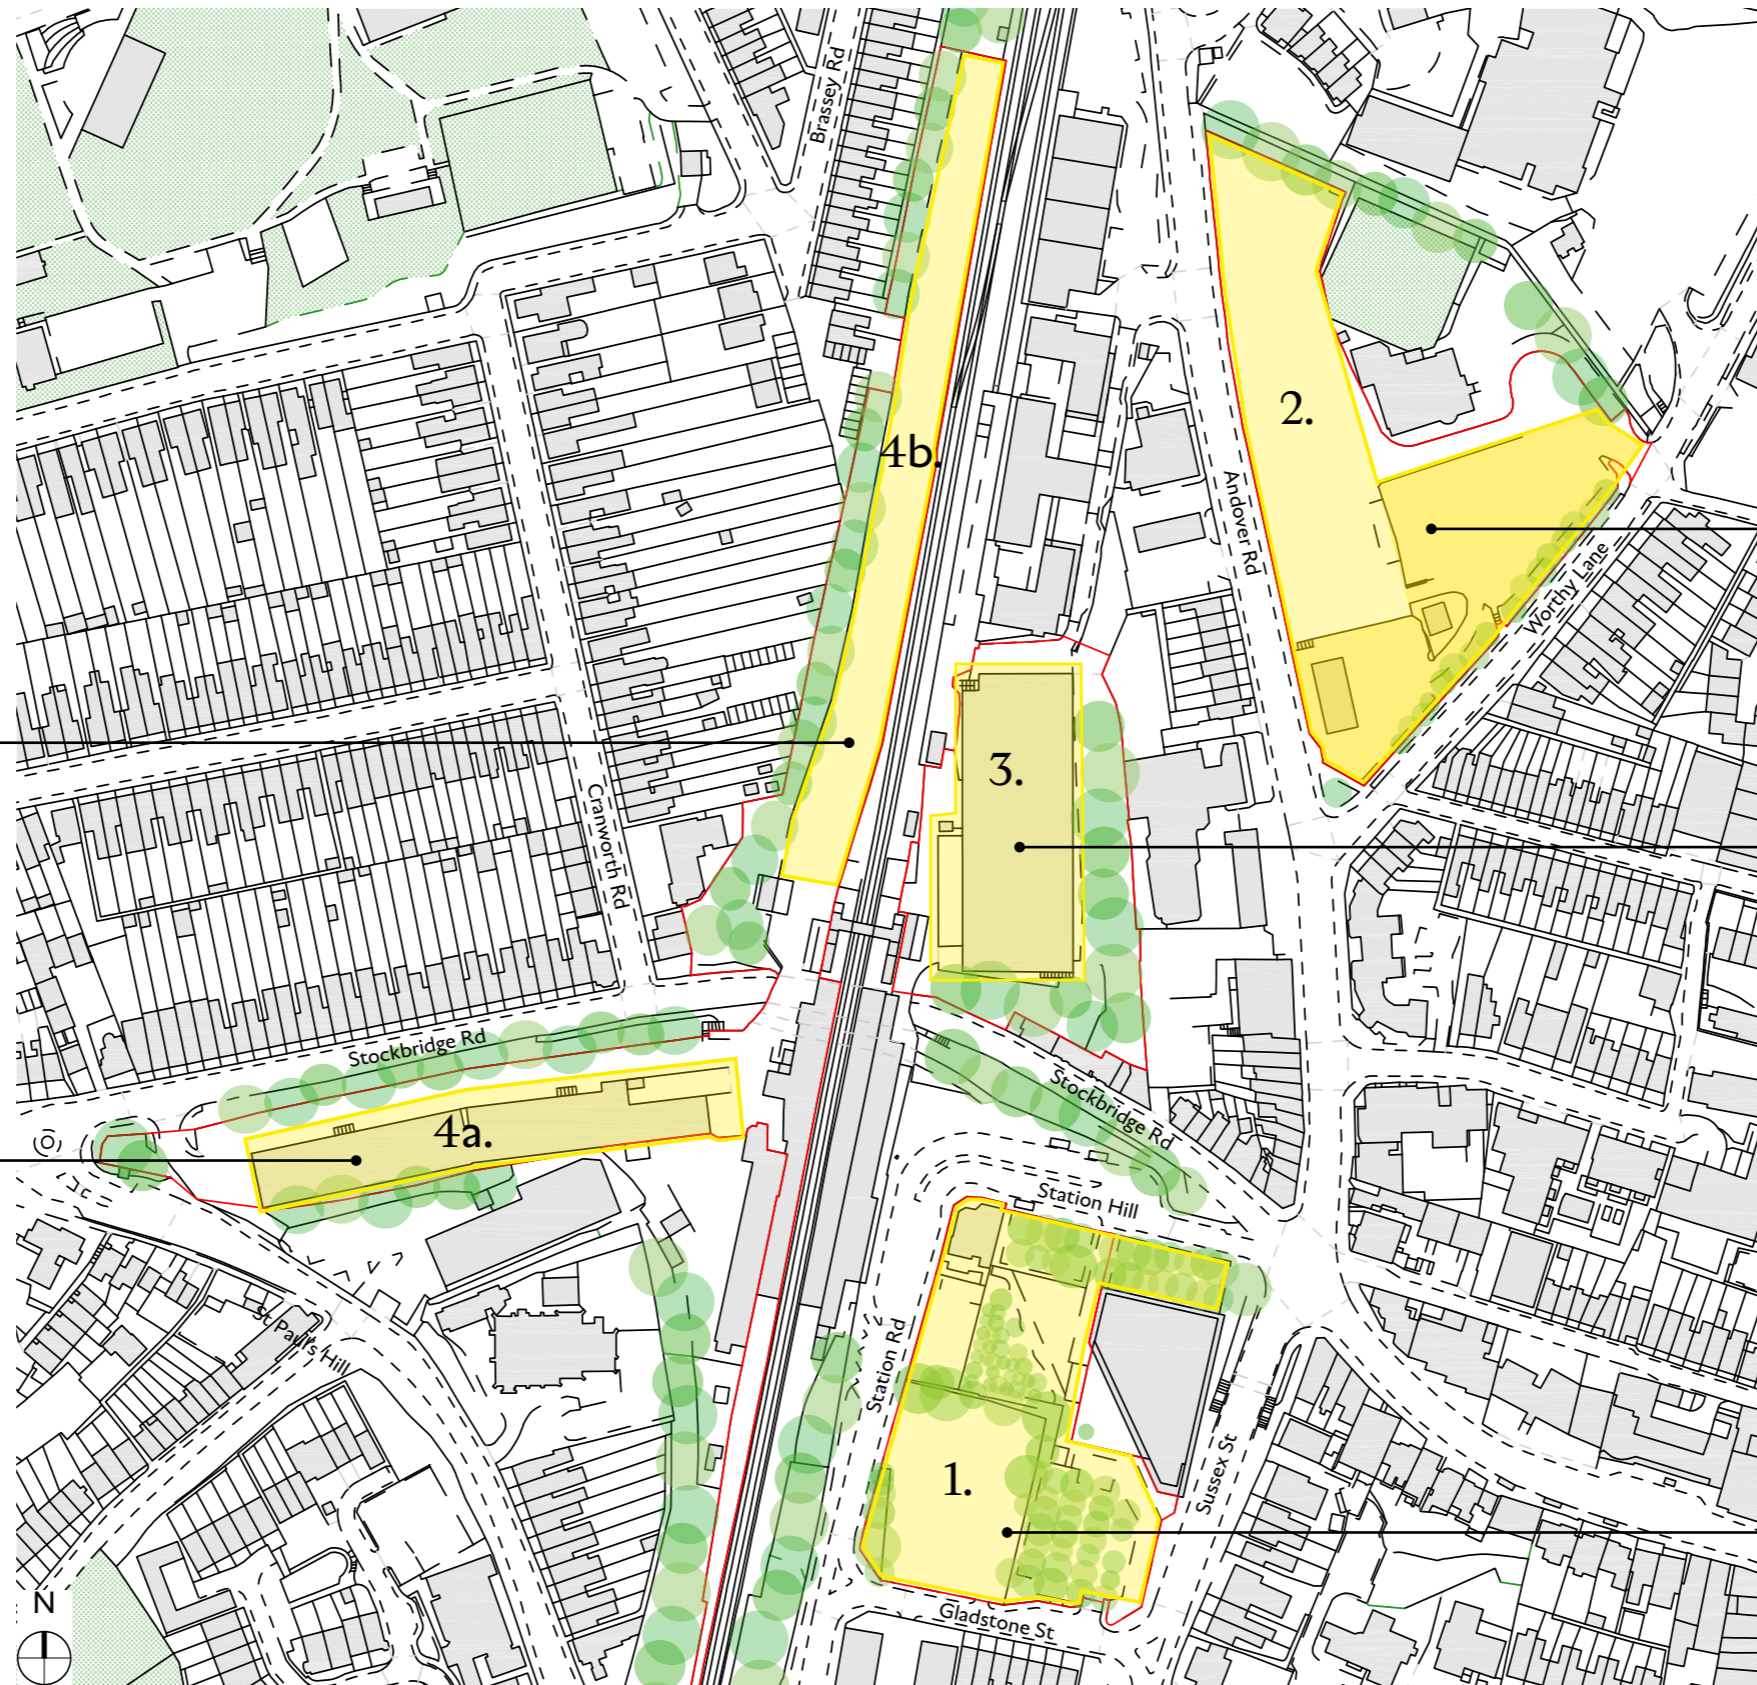 Brassey Rd
2.
4b.
Andover Rd
Worthy Lane
3.
Cranworth Rd
Stockbridge Rd
4a.
Stockbridge Rd
Station Hill
St Paul's Hill
Station Rd
1.
Sussex St
Gladstone St
N